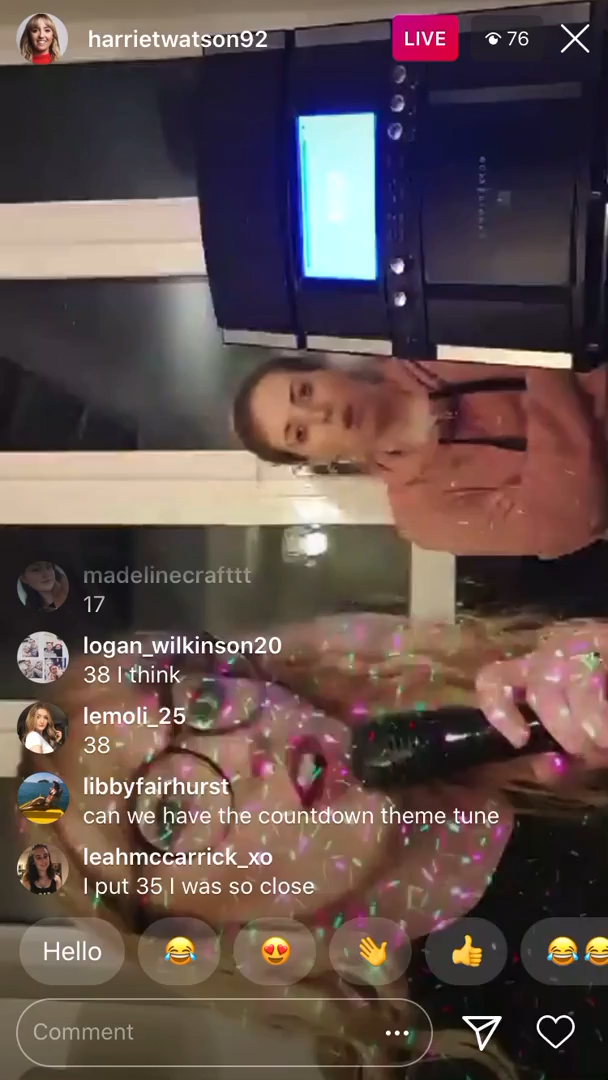 harrietwatson92
LIVE
76
madelinecrafttt
17
logan_wilkinson20
38 I think
lemoli_25
38
libbyfairhurst
can we have the countdown theme tune
leahmccarrick_xo
I put 35 I was so close
Hello
Comment